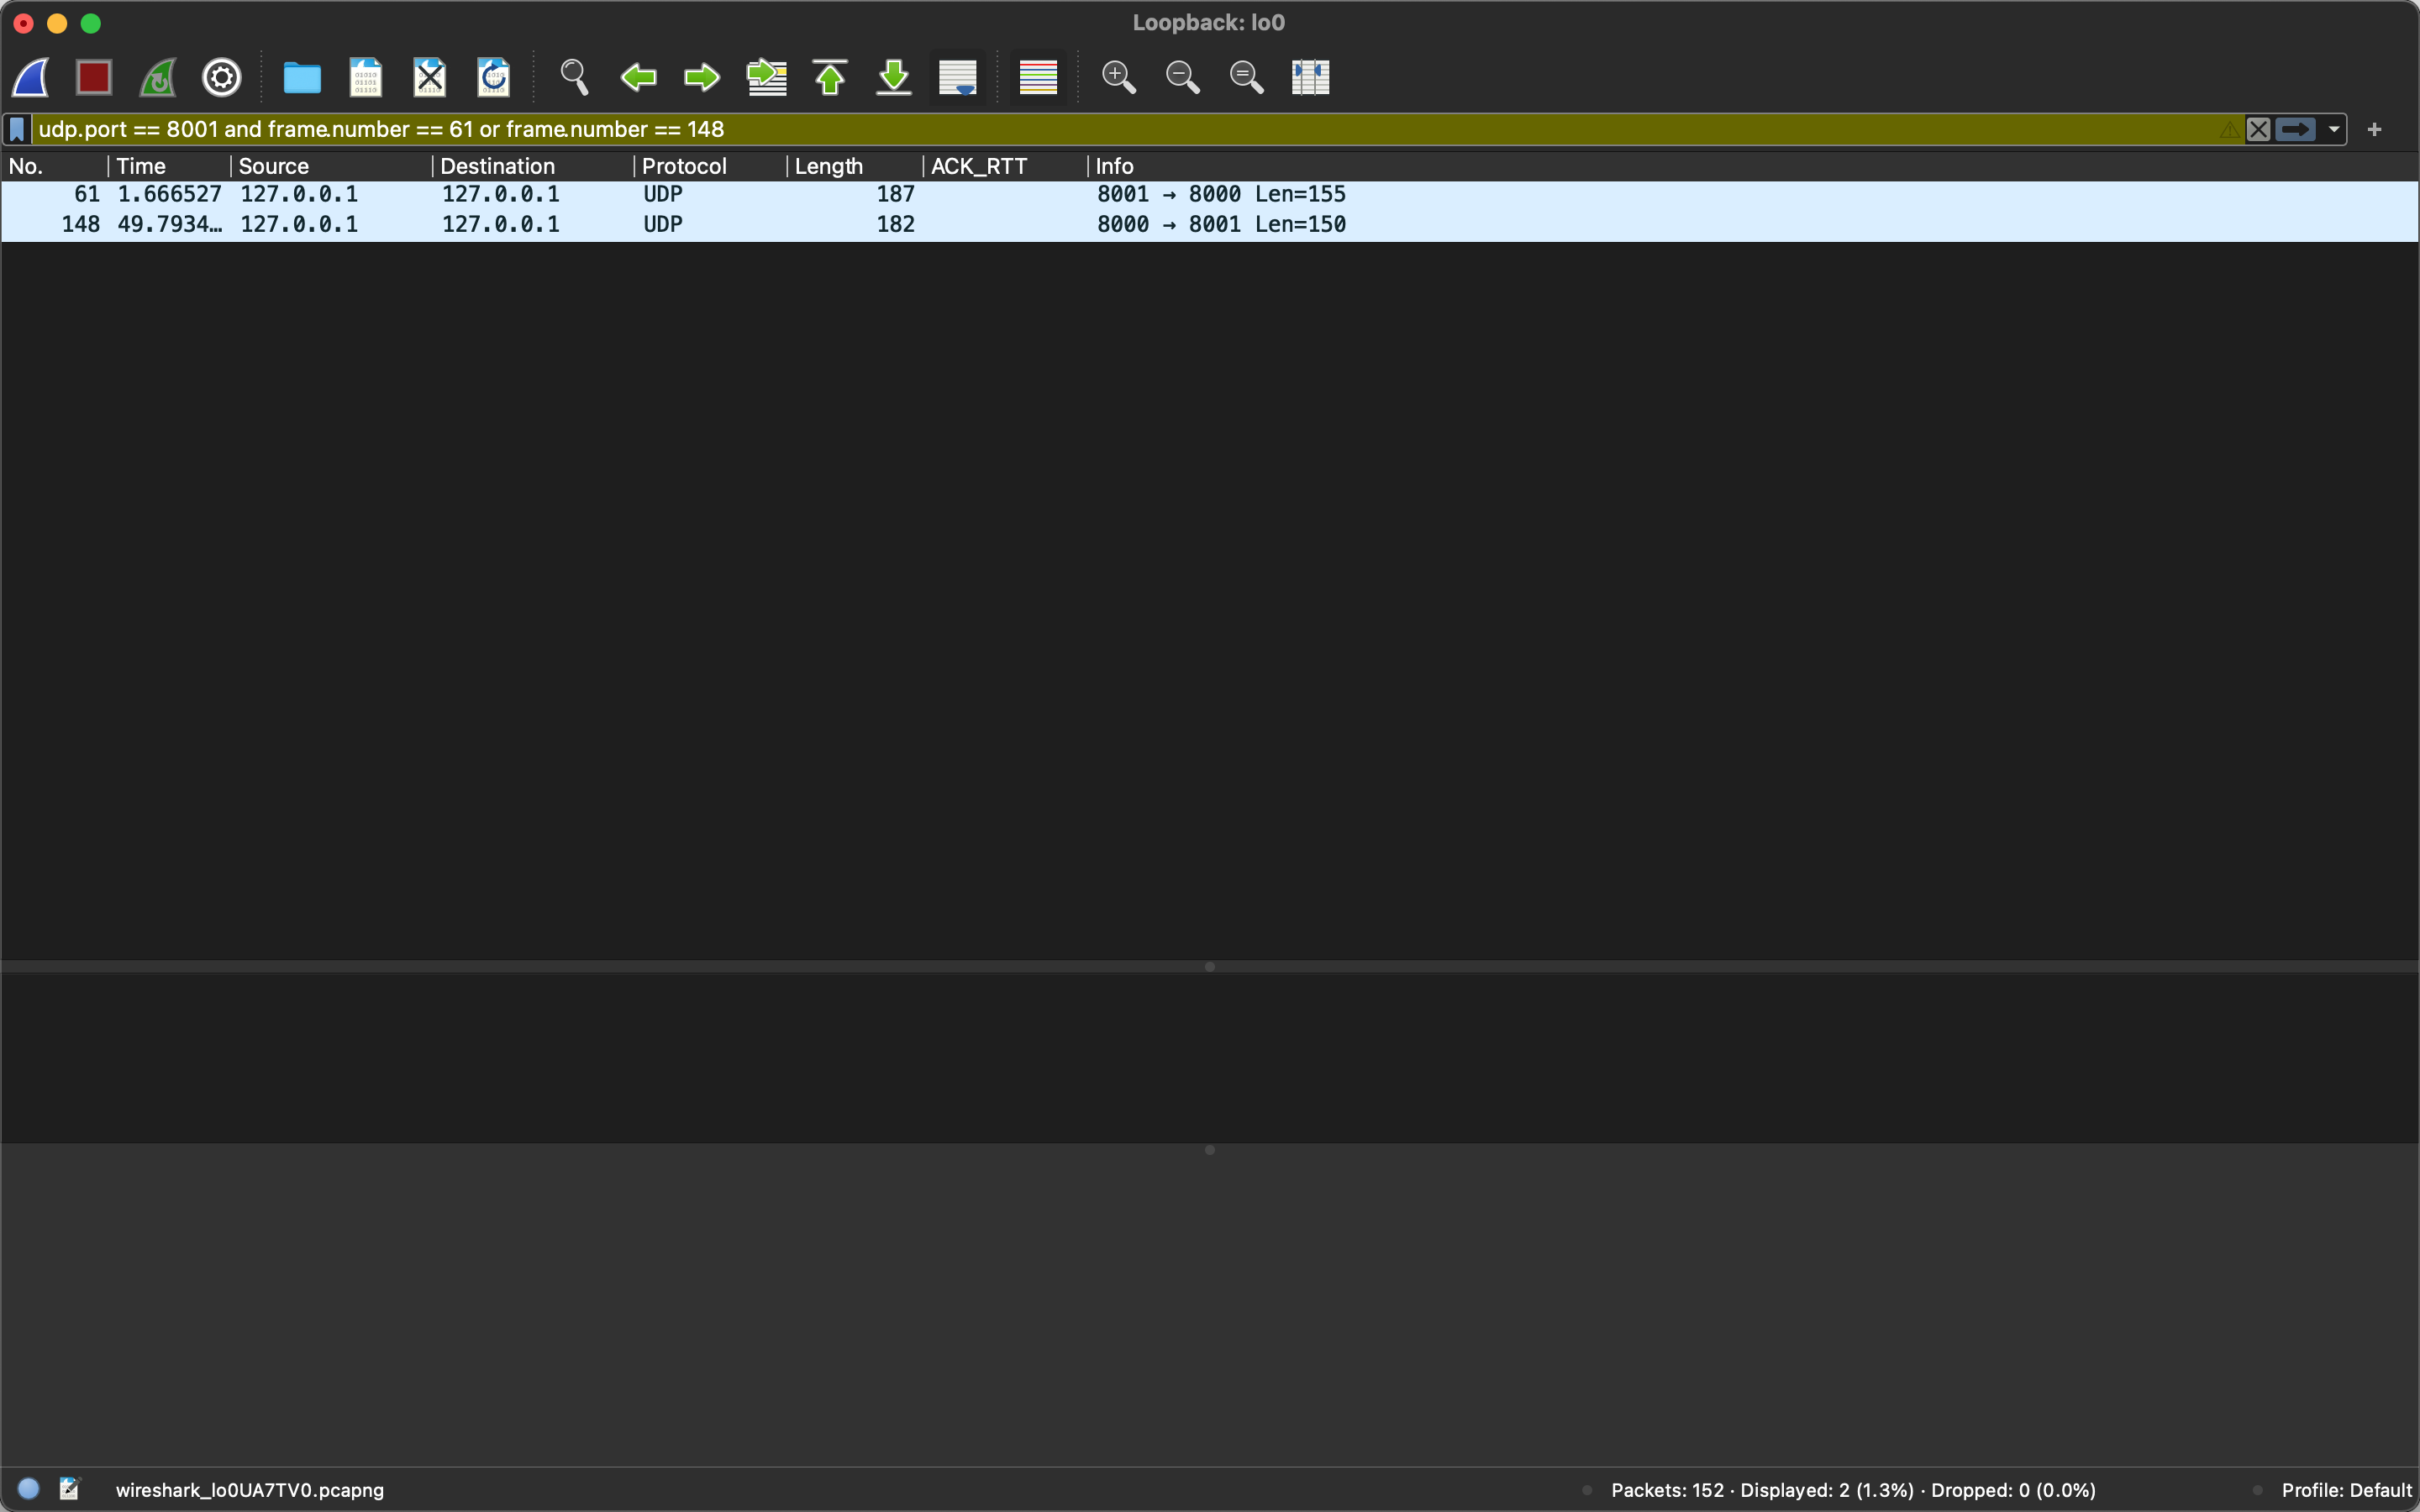 Loopback: lo0
udp.port == 8001 and frame.number == 61 or frame.number == 148
No. Time Source Destination Protocol Length ACK_RTT Info
61 1.666527 127.0.0.1 127.0.0.1 UDP 187 8001 → 8000 Len=155
148 49.7934… 127.0.0.1 127.0.0.1 UDP 182 8000 → 8001 Len=150
wireshark_lo0UA7TV0.pcapng Packets: 152 · Displayed: 2 (1.3%) · Dropped: 0 (0.0%) Profile: Default